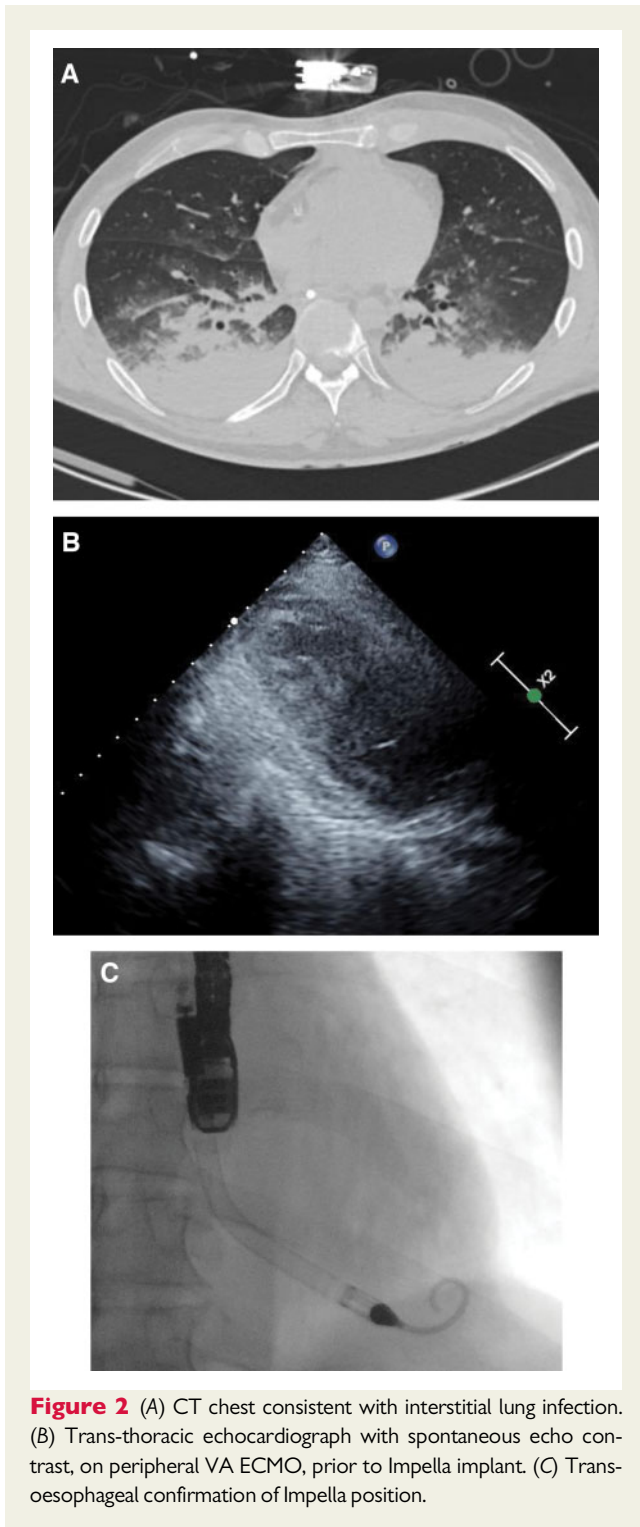 A
B
P
X2
C
Figure 2 (A) CT chest consistent with interstitial lung infection.
(B) Trans-thoracic echocardiograph with spontaneous echo con-
trast, on peripheral VA ECMO, prior to Impella implant. (C) Trans-
oesophageal confirmation of Impella position.